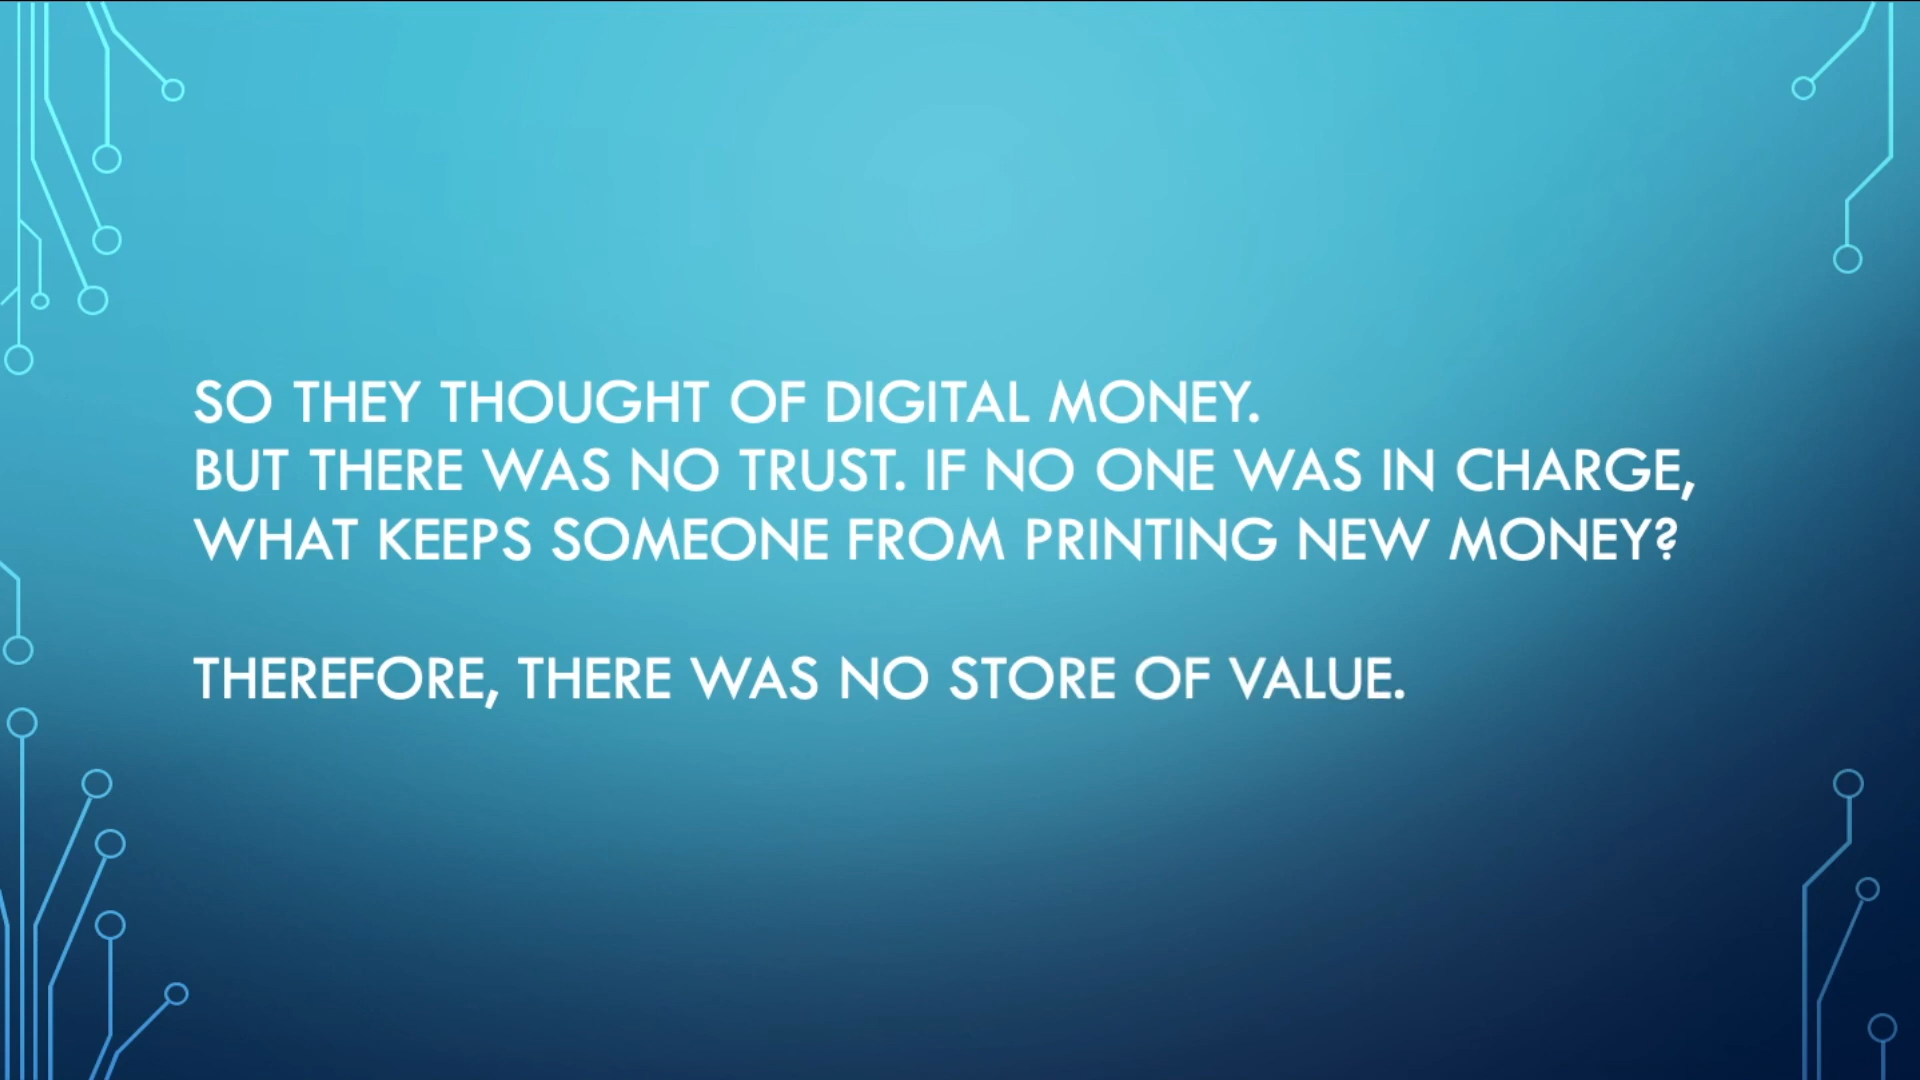 SO THEY THOUGHT OF DIGITAL MONEY.
BUT THERE WAS NO TRUST. IF NO ONE WAS IN CHARGE,
WHAT KEEPS SOMEONE FROM PRINTING NEW MONEY?
THEREFORE, THERE WAS NO STORE OF VALUE.